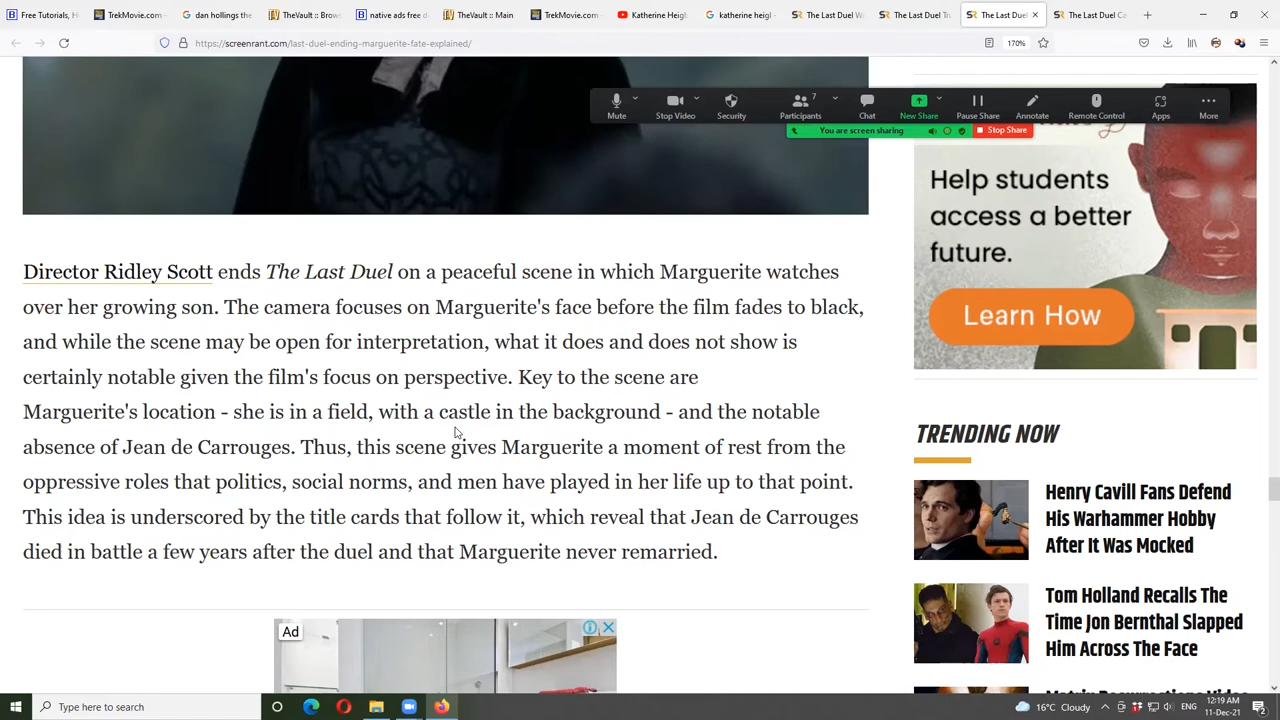 Free Tutorials, H
TrekMovie.com -
dan hollings the
TheVault :: Brows
native ads free d
TheVault :: Main
TrekMovie.com
Katherine Heigl
katherine heigl -
The Last Duel W
The Last Duel Tr
The Last Duel
The Last Duel Ca
https://screenrant.com/last-duel-ending-marguerite-fate-explained/
170%
7
Mute
Stop Video
Security
Participants
Chat
New Share
Pause Share
Annotate
Remote Control
Apps
More
You are screen sharing
Stop Share
Help students
access a better
future.
Learn How
Director Ridley Scott ends The Last Duel on a peaceful scene in which Marguerite watches
over her growing son. The camera focuses on Marguerite's face before the film fades to black,
and while the scene may be open for interpretation, what it does and does not show is
certainly notable given the film's focus on perspective. Key to the scene are
Marguerite's location - she is in a field, with a castle in the background - and the notable
absence of Jean de Carrouges. Thus, this scene gives Marguerite a moment of rest from the
oppressive roles that politics, social norms, and men have played in her life up to that point.
This idea is underscored by the title cards that follow it, which reveal that Jean de Carrouges
died in battle a few years after the duel and that Marguerite never remarried.
TRENDING NOW
Henry Cavill Fans Defend
His Warhammer Hobby
After It Was Mocked
Tom Holland Recalls The
Time Jon Bernthal Slapped
Him Across The Face
Ad
Type here to search
16°C Cloudy
ENG
12:19 AM
11-Dec-21
2